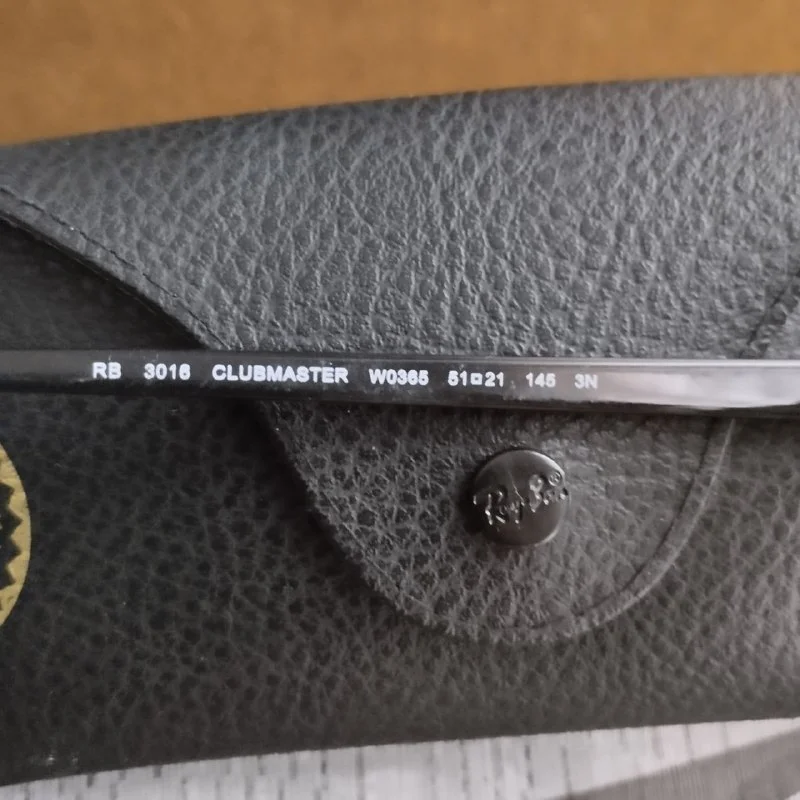 RB 3016 CLUBMASTER W0365 51□21 145 3N
Ray-Ban